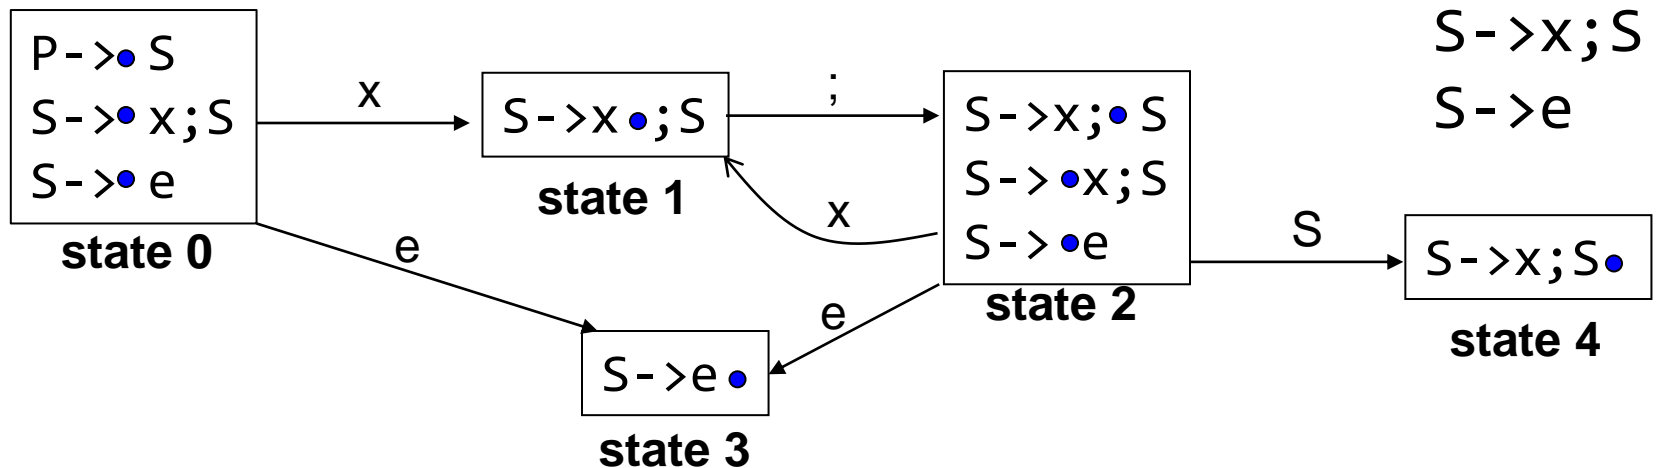 P->• S
S->• x;S
S->• e
state 0
x
e
S->x •;S
state 1
;
x
S->x;• S
S-> •x;S
S-> •e
state 2
e
S->e •
state 3
S
S->x;S•
state 4
S->x;S
S->e